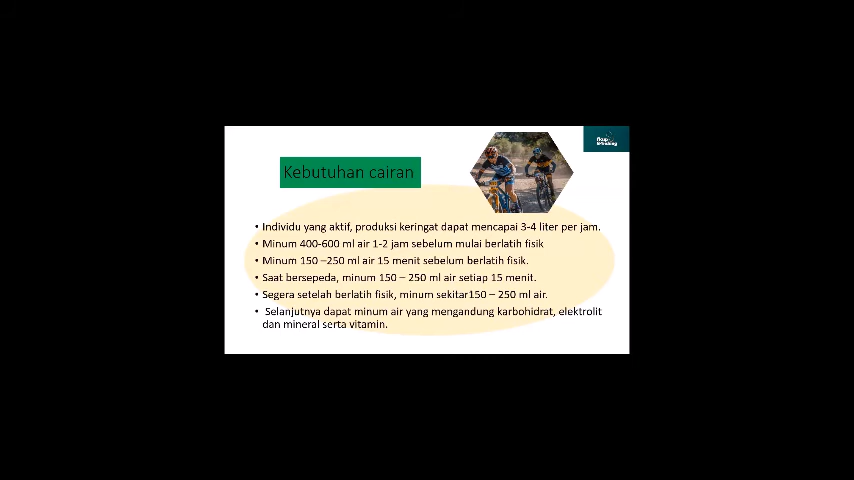 Kebutuhan cairan
• Individu yang aktif, produksi keringat dapat mencapai 3-4 liter per jam.
• Minum 400-600 ml air 1-2 jam sebelum mulai berlatih fisik
• Minum 150 –250 ml air 15 menit sebelum berlatih fisik.
• Saat bersepeda, minum 150 – 250 ml air setiap 15 menit.
• Segera setelah berlatih fisik, minum sekitar150 – 250 ml air.
• Selanjutnya dapat minum air yang mengandung karbohidrat, elektrolit
dan mineral serta vitamin.